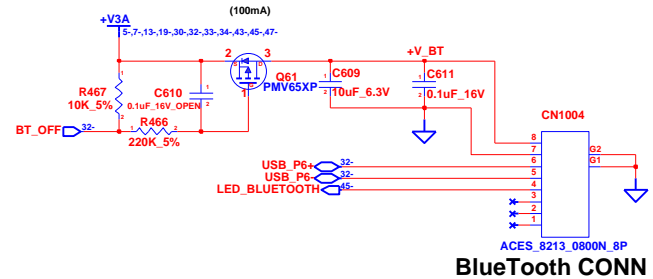 (100mA)
+V3A
5-,7-,13-,19-,30-,32-,33-,34-,43-,45-,47-
2 3
Q61
PMV65XP
1
+V_BT
R467
10K_5%
1
2
C610
0.1uF_16V_OPEN
1
2
C609
10uF_6.3V
1
2
C611
0.1uF_16V
1
2
BT_OFF 32-
1 2
R466
220K_5%
CN1004
8
7
6
5
4
3
2
1
G2
G1
USB_P6+ 32-
USB_P6- 32-
LED_BLUETOOTH 45-
ACES_8213_0800N_8P
BlueTooth CONN